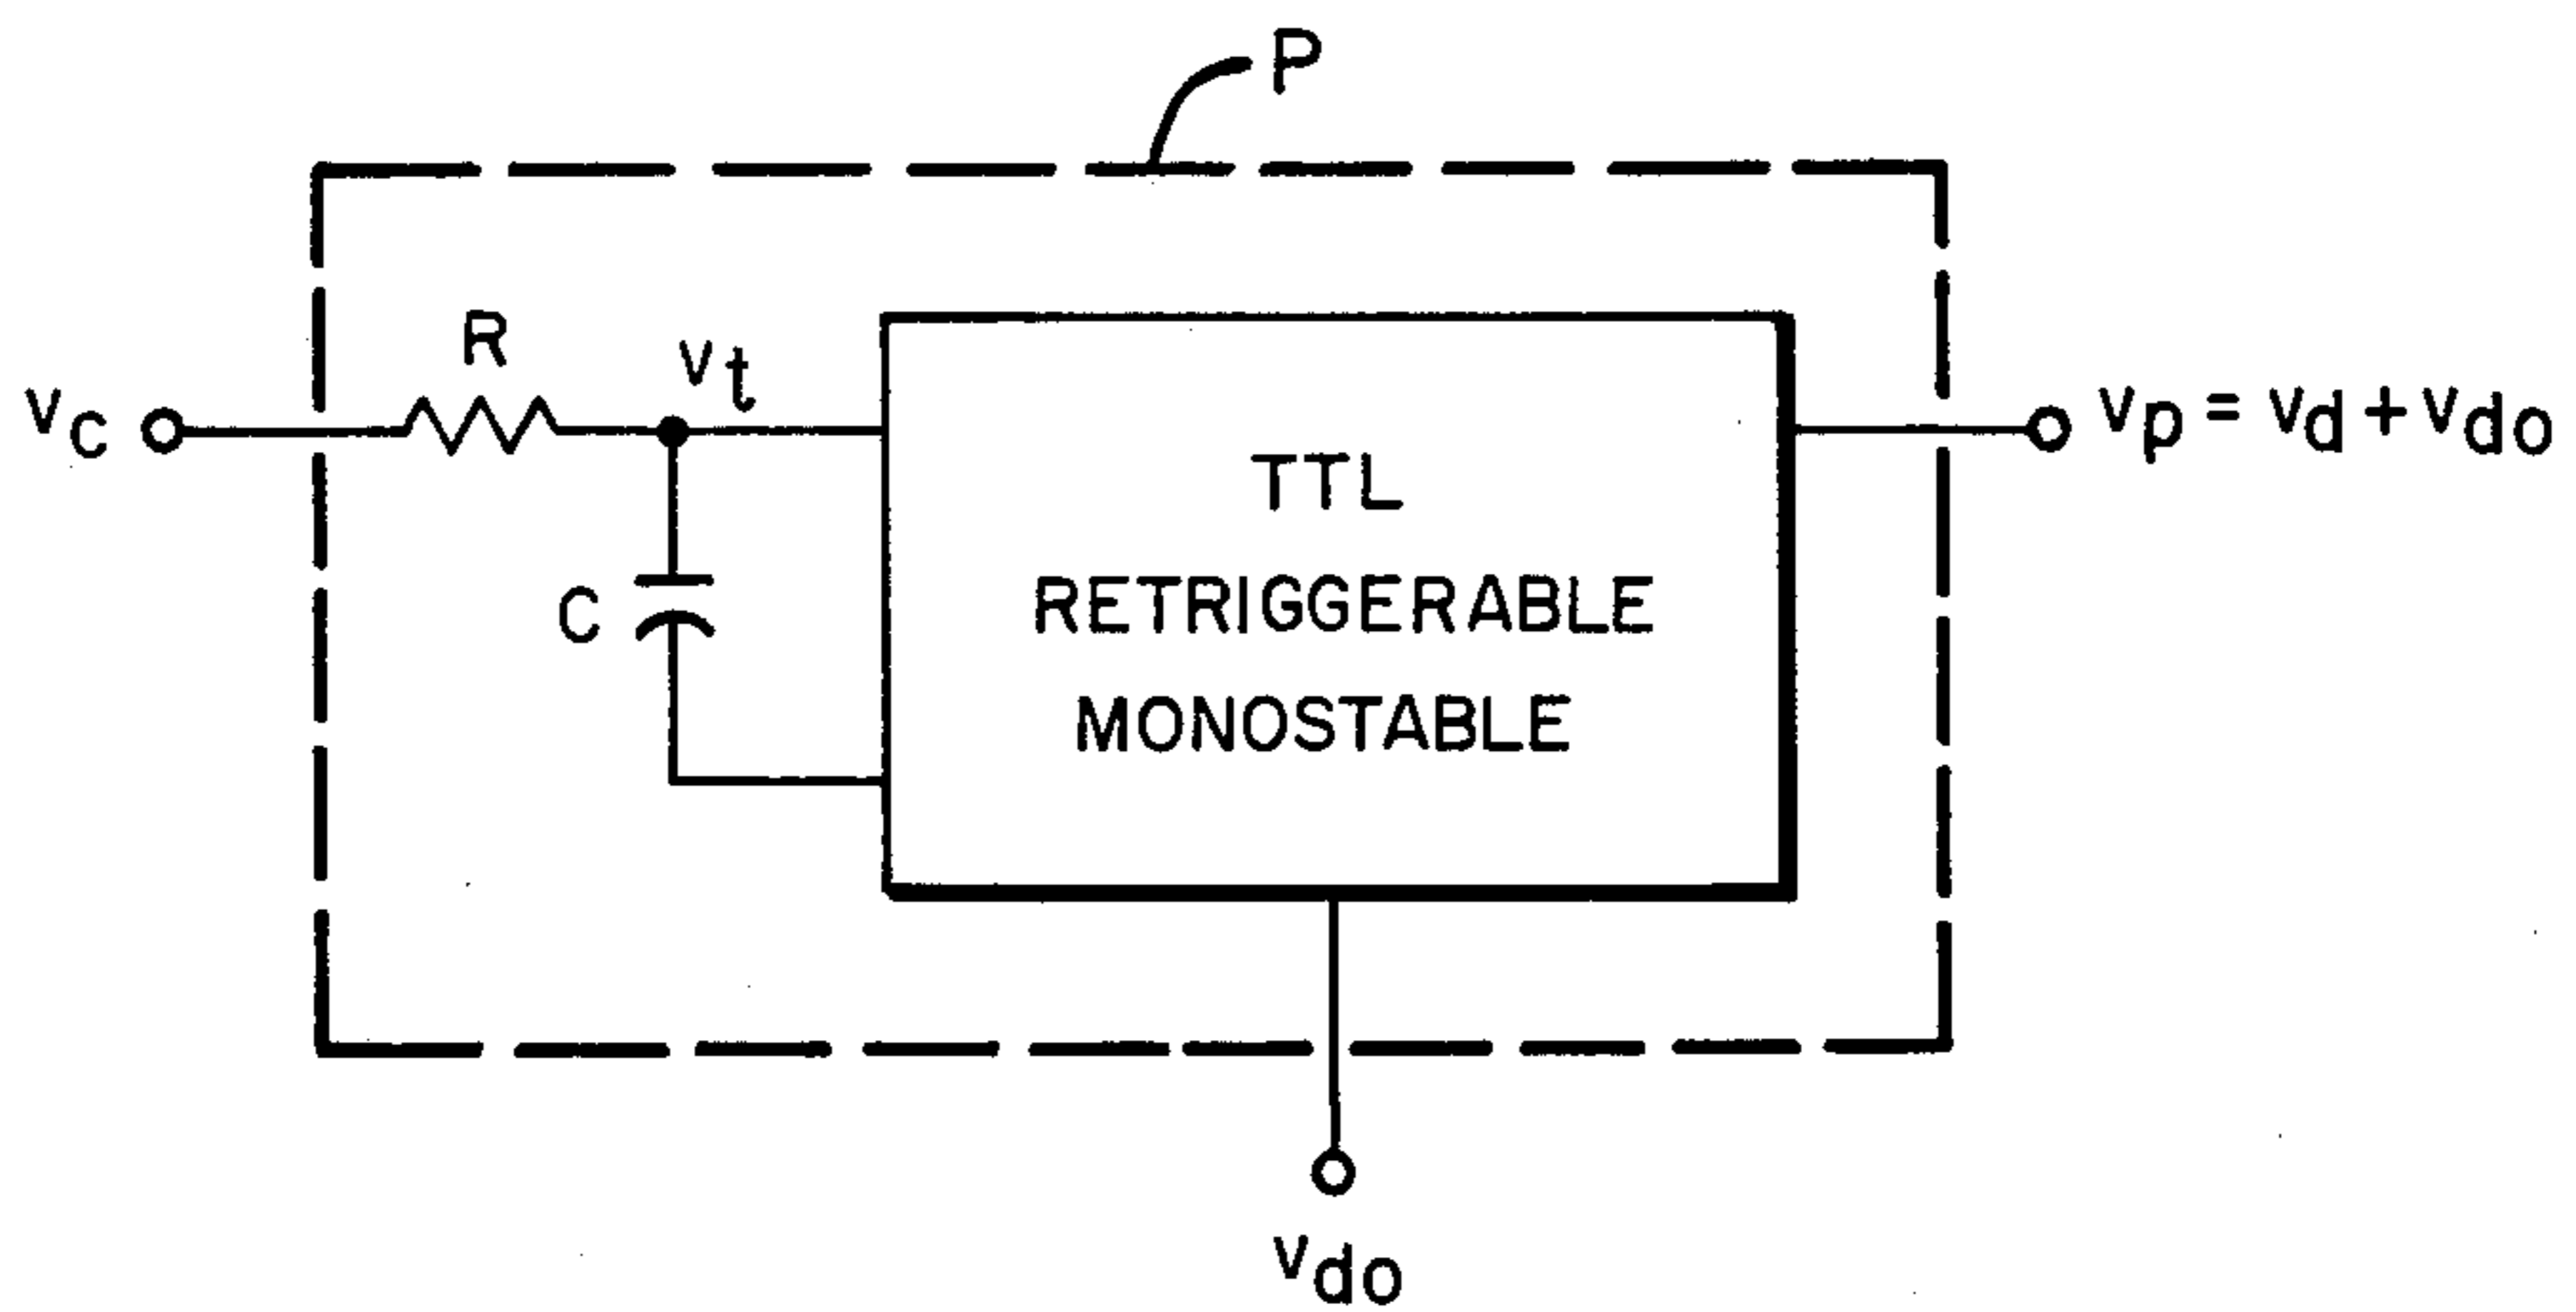 P
R
vt
vc
vp = vd + vdo
C
TTL
RETRIGGERABLE
MONOSTABLE
vdo